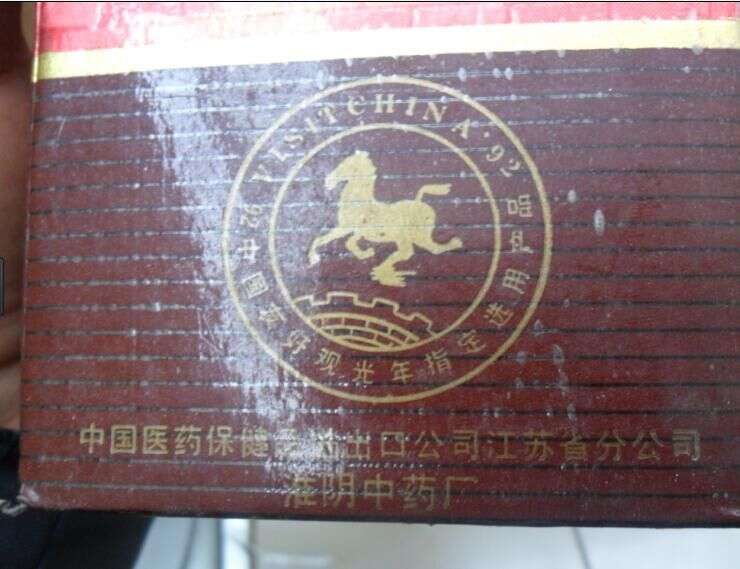 VISIT CHINA·92
92中国友好观光年指定选用产品
中国医药保健品进出口公司江苏省分公司
淮阴中药厂